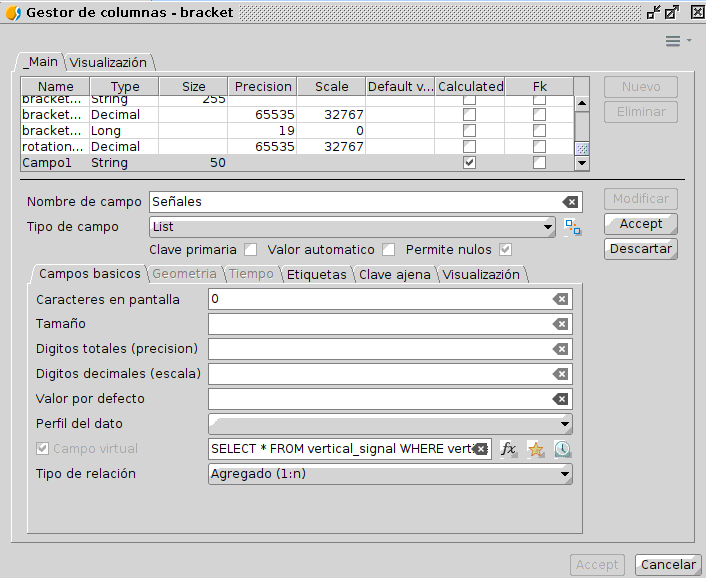 Gestor de columnas - bracket
_Main Visualización
Name Type Size Precision Scale Default v... Calculated Fk
bracket... String 255
bracket... Decimal 65535 32767
bracket... Long 19 0
rotation... Decimal 65535 32767
Campo1 String 50
Nuevo
Eliminar
Nombre de campo Señales
Tipo de campo List
Clave primaria Valor automatico Permite nulos
Modificar
Accept
Descartar
Campos basicos Geometria Tiempo Etiquetas Clave ajena Visualización
Caracteres en pantalla 0
Tamaño
Digitos totales (precision)
Digitos decimales (escala)
Valor por defecto
Perfil del dato
Campo virtual SELECT * FROM vertical_signal WHERE verti fx
Tipo de relación Agregado (1:n)
Accept Cancelar